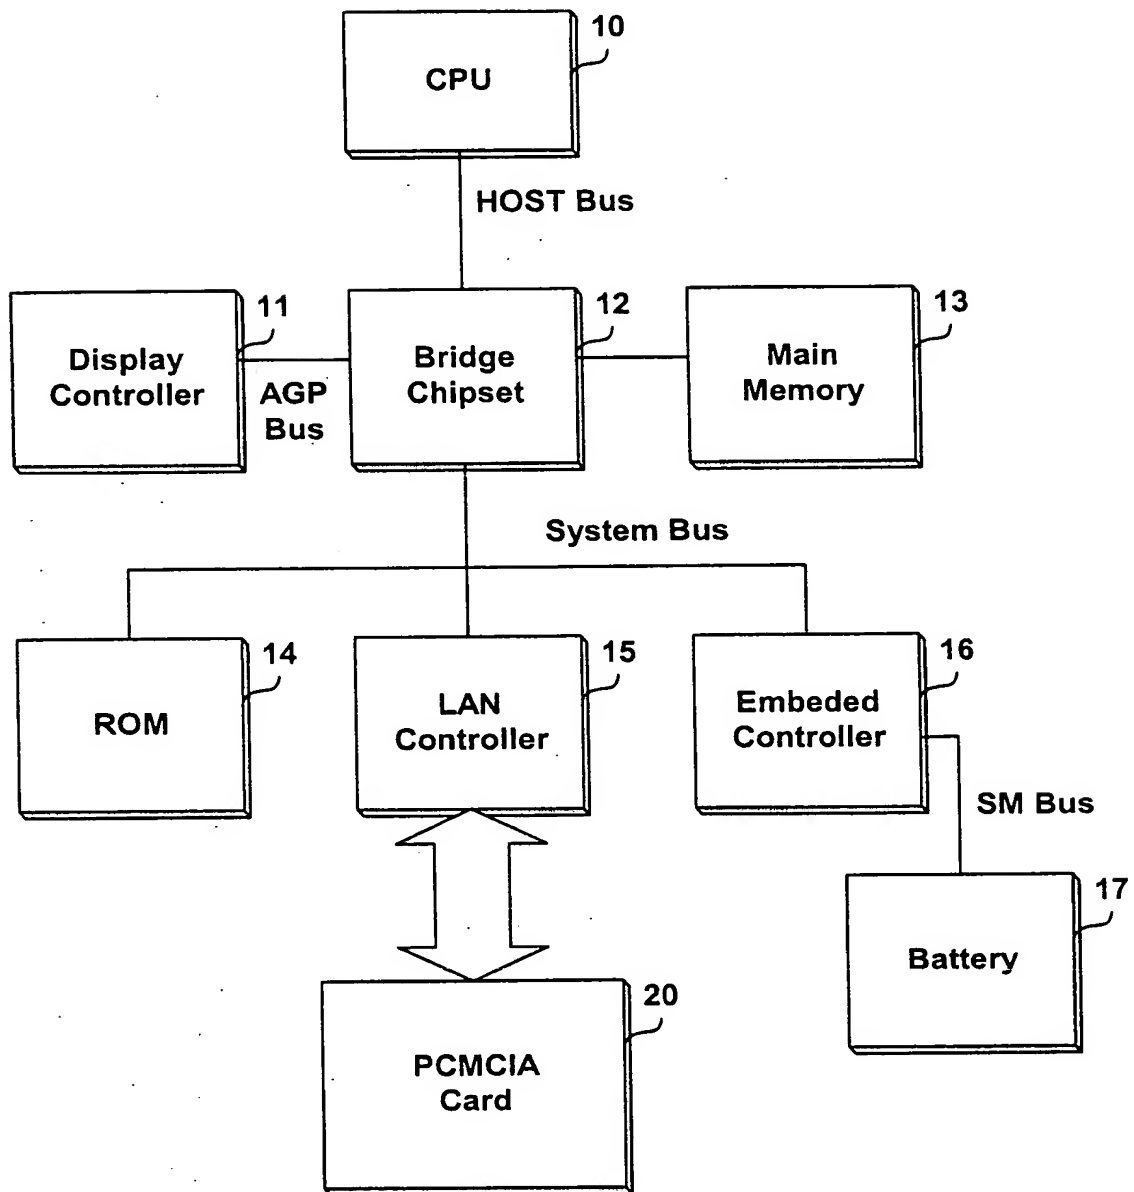 10
CPU
HOST Bus
11
12
13
Display
Controller
AGP
Bus
Bridge
Chipset
Main
Memory
System Bus
14
15
16
ROM
LAN
Controller
Embeded
Controller
SM Bus
17
Battery
20
PCMCIA
Card